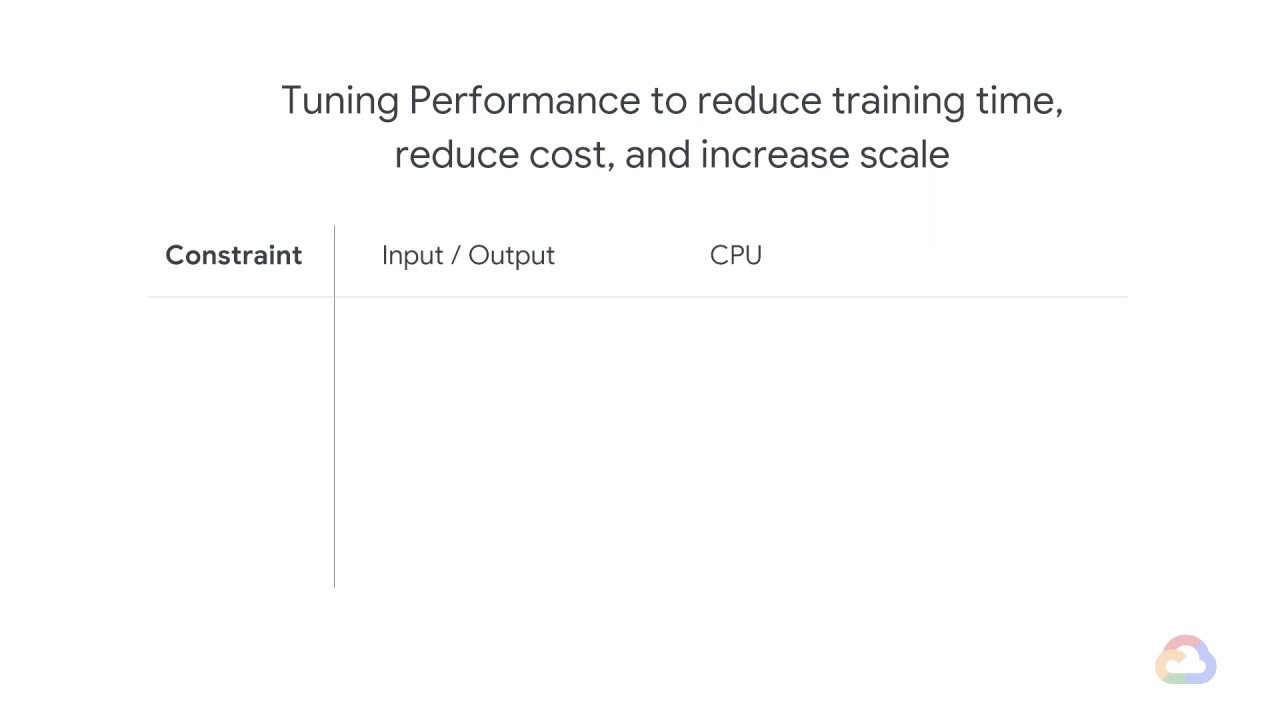 Tuning Performance to reduce training time,
reduce cost, and increase scale
Constraint Input / Output CPU